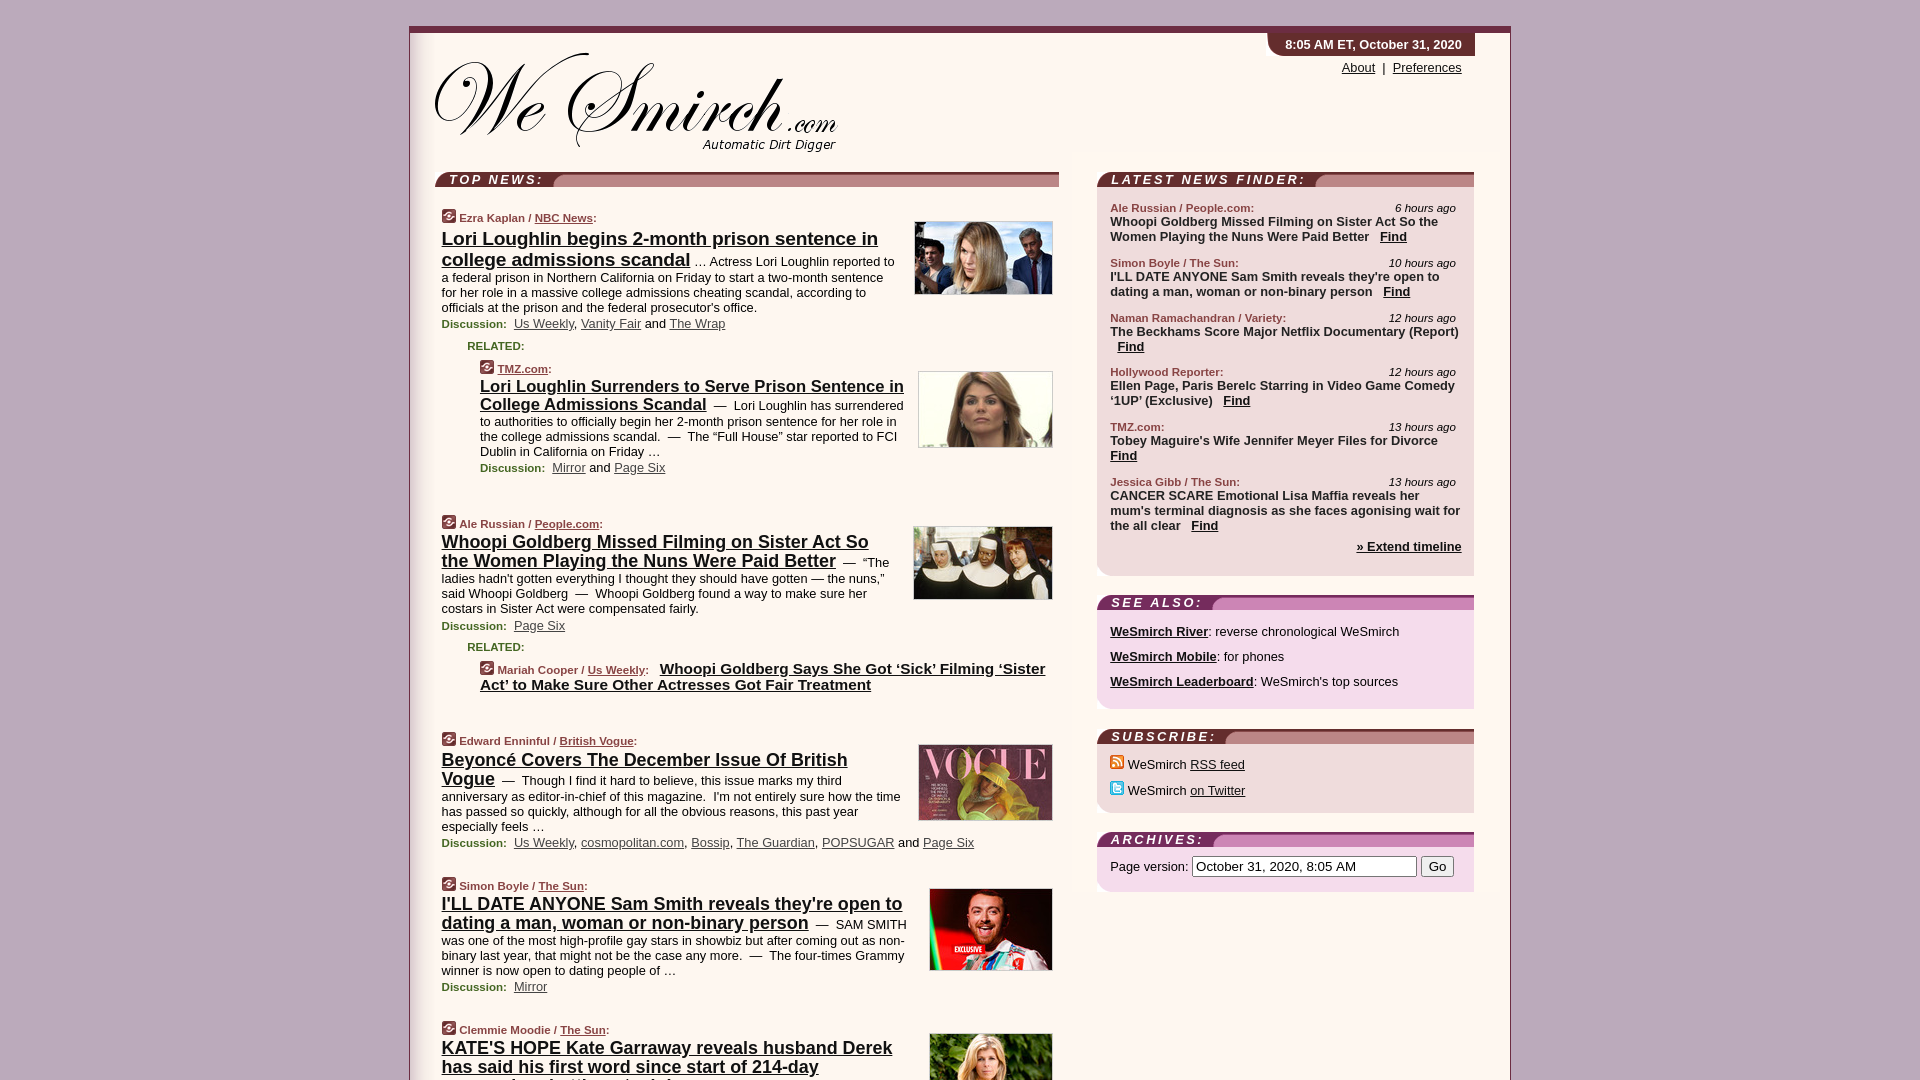 8:05 AM ET, October 31, 2020
About | Preferences
We Smirch.com
Automatic Dirt Digger
TOP NEWS:
Ezra Kaplan / NBC News:
Lori Loughlin begins 2-month prison sentence in
college admissions scandal … Actress Lori Loughlin reported to
a federal prison in Northern California on Friday to start a two-month sentence
for her role in a massive college admissions cheating scandal, according to
officials at the prison and the federal prosecutor's office.
Discussion: Us Weekly, Vanity Fair and The Wrap
RELATED:
TMZ.com:
Lori Loughlin Surrenders to Serve Prison Sentence in
College Admissions Scandal — Lori Loughlin has surrendered
to authorities to officially begin her 2-month prison sentence for her role in
the college admissions scandal. — The “Full House” star reported to FCI
Dublin in California on Friday …
Discussion: Mirror and Page Six
Ale Russian / People.com:
Whoopi Goldberg Missed Filming on Sister Act So
the Women Playing the Nuns Were Paid Better — “The
ladies hadn't gotten everything I thought they should have gotten — the nuns,”
said Whoopi Goldberg — Whoopi Goldberg found a way to make sure her
costars in Sister Act were compensated fairly.
Discussion: Page Six
RELATED:
Mariah Cooper / Us Weekly: Whoopi Goldberg Says She Got ‘Sick’ Filming ‘Sister
Act’ to Make Sure Other Actresses Got Fair Treatment
Edward Enninful / British Vogue:
Beyoncé Covers The December Issue Of British
Vogue — Though I find it hard to believe, this issue marks my third
anniversary as editor-in-chief of this magazine. I'm not entirely sure how the time
has passed so quickly, although for all the obvious reasons, this past year
especially feels …
VOGUE
Discussion: Us Weekly, cosmopolitan.com, Bossip, The Guardian, POPSUGAR and Page Six
Simon Boyle / The Sun:
I'LL DATE ANYONE Sam Smith reveals they're open to
dating a man, woman or non-binary person — SAM SMITH
was one of the most high-profile gay stars in showbiz but after coming out as non-
binary last year, that might not be the case any more. — The four-times Grammy
winner is now open to dating people of …
EXCLUSIVE
Discussion: Mirror
Clemmie Moodie / The Sun:
KATE'S HOPE Kate Garraway reveals husband Derek
has said his first word since start of 214-day
LATEST NEWS FINDER:
Ale Russian / People.com: 6 hours ago
Whoopi Goldberg Missed Filming on Sister Act So the
Women Playing the Nuns Were Paid Better Find
Simon Boyle / The Sun: 10 hours ago
I'LL DATE ANYONE Sam Smith reveals they're open to
dating a man, woman or non-binary person Find
Naman Ramachandran / Variety: 12 hours ago
The Beckhams Score Major Netflix Documentary (Report)
Find
Hollywood Reporter: 12 hours ago
Ellen Page, Paris Berelc Starring in Video Game Comedy
‘1UP’ (Exclusive) Find
TMZ.com: 13 hours ago
Tobey Maguire's Wife Jennifer Meyer Files for Divorce
Find
Jessica Gibb / The Sun: 13 hours ago
CANCER SCARE Emotional Lisa Maffia reveals her
mum's terminal diagnosis as she faces agonising wait for
the all clear Find
» Extend timeline
SEE ALSO:
WeSmirch River: reverse chronological WeSmirch
WeSmirch Mobile: for phones
WeSmirch Leaderboard: WeSmirch's top sources
SUBSCRIBE:
WeSmirch RSS feed
WeSmirch on Twitter
ARCHIVES:
Page version: October 31, 2020, 8:05 AM Go